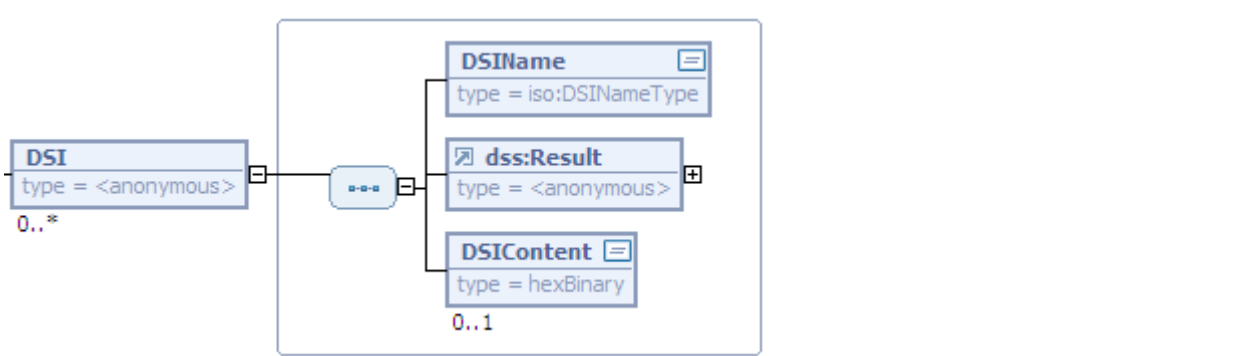 DSIName
type = iso:DSINameType
DSI
type = <anonymous>
0..*
dss:Result
type = <anonymous>
DSIContent
type = hexBinary
0..1